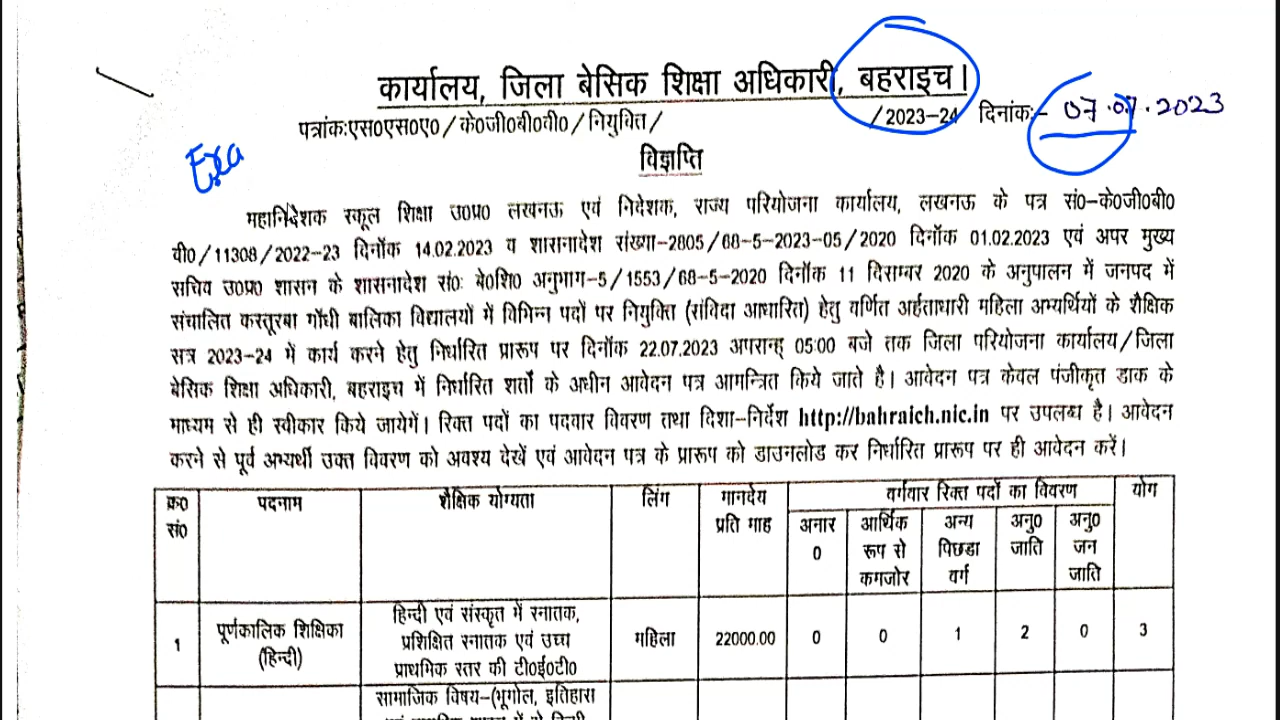 कार्यालय, जिला बेसिक शिक्षा अधिकारी, बहराइच।
पत्रांक:एस0एस0ए0/के0जी0बी0वी0/नियुक्ति/ /2023-24 दिनांक:- 07.07.2023
Exa
विज्ञप्ति
महानिदेशक स्कूल शिक्षा उ0प्र0 लखनऊ एवं निदेशक, राज्य परियोजना कार्यालय, लखनऊ के पत्र सं0-के0जी0बी0
वी0/11308/2022-23 दिनॉक 14.02.2023 व शासनादेश संख्या-2805/68-5-2023-05/2020 दिनॉक 01.02.2023 एवं अपर मुख्य
सचिव उ0प्र0 शासन के शासनादेश सं0: बे0शि0 अनुभाग-5/1553/68-5-2020 दिनॉक 11 दिसम्बर 2020 के अनुपालन में जनपद में
संचालित कस्तूरबा गॉधी बालिका विद्यालयों में विभिन्न पदों पर नियुक्ति (संविदा आधारित) हेतु वर्णित अर्हताधारी महिला अभ्यर्थियों के शैक्षिक
सत्र 2023-24 में कार्य करने हेतु निर्धारित प्रारूप पर दिनॉक 22.07.2023 अपरान्ह् 05:00 बजे तक जिला परियोजना कार्यालय/जिला
बेसिक शिक्षा अधिकारी, बहराइच में निर्धारित शर्तों के अधीन आवेदन पत्र आमन्त्रित किये जाते है। आवेदन पत्र केवल पंजीकृत डाक के
माध्यम से ही स्वीकार किये जायेगें। रिक्त पदों का पदवार विवरण तथा दिशा-निर्देश http://bahraich.nic.in पर उपलब्ध है। आवेदन
करने से पूर्व अभ्यर्थी उक्त विवरण को अवश्य देखें एवं आवेदन पत्र के प्रारूप को डाउनलोड कर निर्धारित प्रारूप पर ही आवेदन करें।
क्र0 पदनाम शैक्षिक योग्यता लिंग मानदेय वर्गवार रिक्त पदों का विवरण योग
सं0 प्रति माह अनार आर्थिक अन्य अनु0 अनु0
0 रूप से पिछडा जाति जन
कमजोर वर्ग जाति
हिन्दी एवं संस्कृत में स्नातक,
1 पूर्णकालिक शिक्षिका प्रशिक्षित स्नातक एवं उच्च महिला 22000.00 0 0 1 2 0 3
(हिन्दी) प्राथमिक स्तर की टी0ई0टी0
सामाजिक विषय-(भूगोल, इतिहास